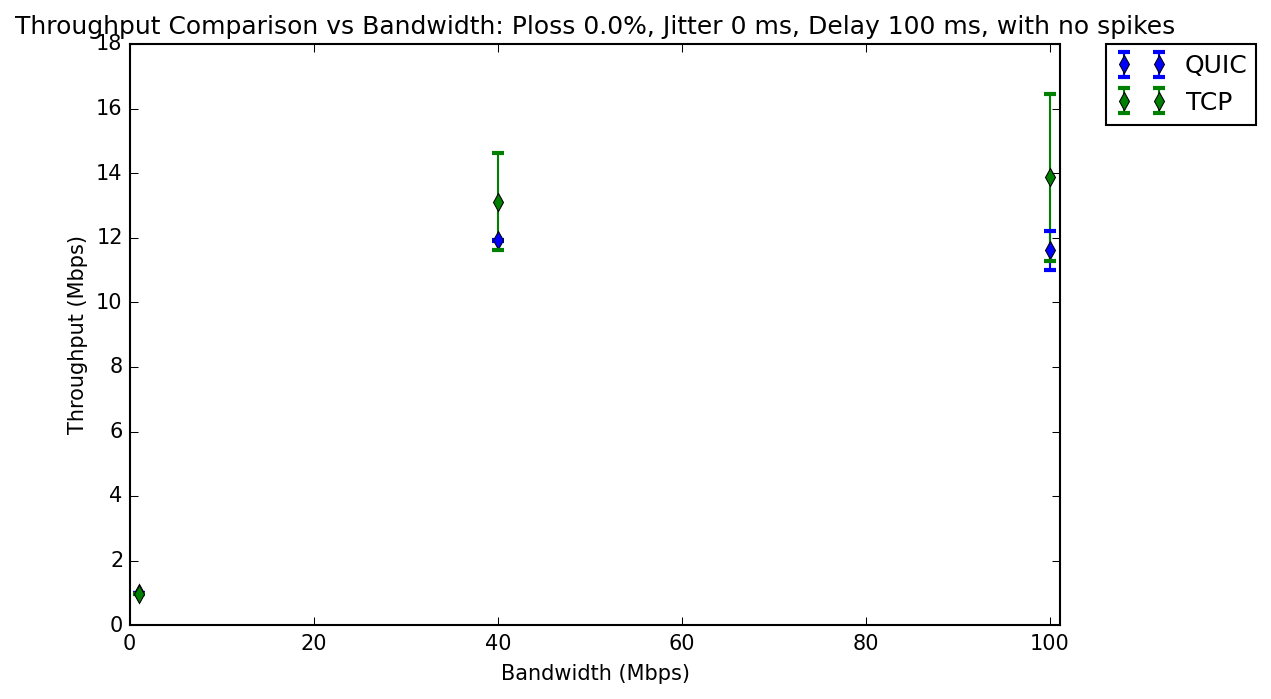 Throughput Comparison vs Bandwidth: Ploss 0.0%, Jitter 0 ms, Delay 100 ms, with no spikes
QUIC
TCP
18
16
14
12
10
8
6
4
2
0
Throughput (Mbps)
0 20 40 60 80 100
Bandwidth (Mbps)